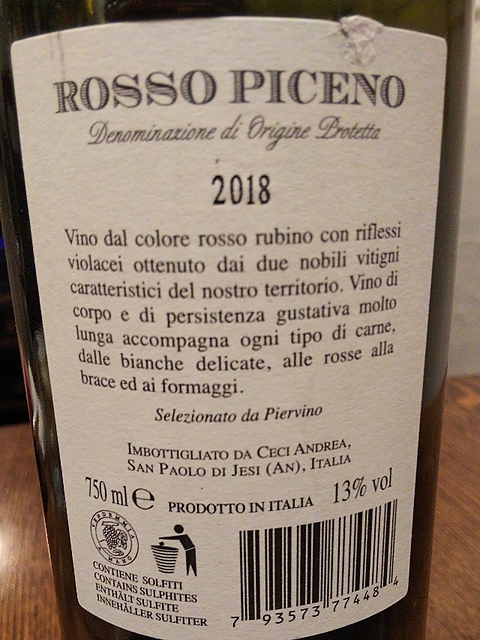 ROSSO PICENO
Denominazione di Origine Protetta
2018
Vino dal colore rosso rubino con riflessi
violacei ottenuto dai due nobili vitigni
caratteristici del nostro territorio. Vino di
corpo e di persistenza gustativa molto
lunga accompagna ogni tipo di carne,
dalle bianche delicate, alle rosse alla
brace ed ai formaggi.
Selezionato da Piervino
IMBOTTIGLIATO DA CECI ANDREA,
SAN PAOLO DI JESI (AN), ITALIA
750 ml e PRODOTTO IN ITALIA 13% vol
VENDEMMIA
A MANO
CONTIENE SOLFITI
CONTAINS SULPHITES
ENTHÄLT SULFITE
INNEHÅLLER SULFITER
7 93573 77448 4